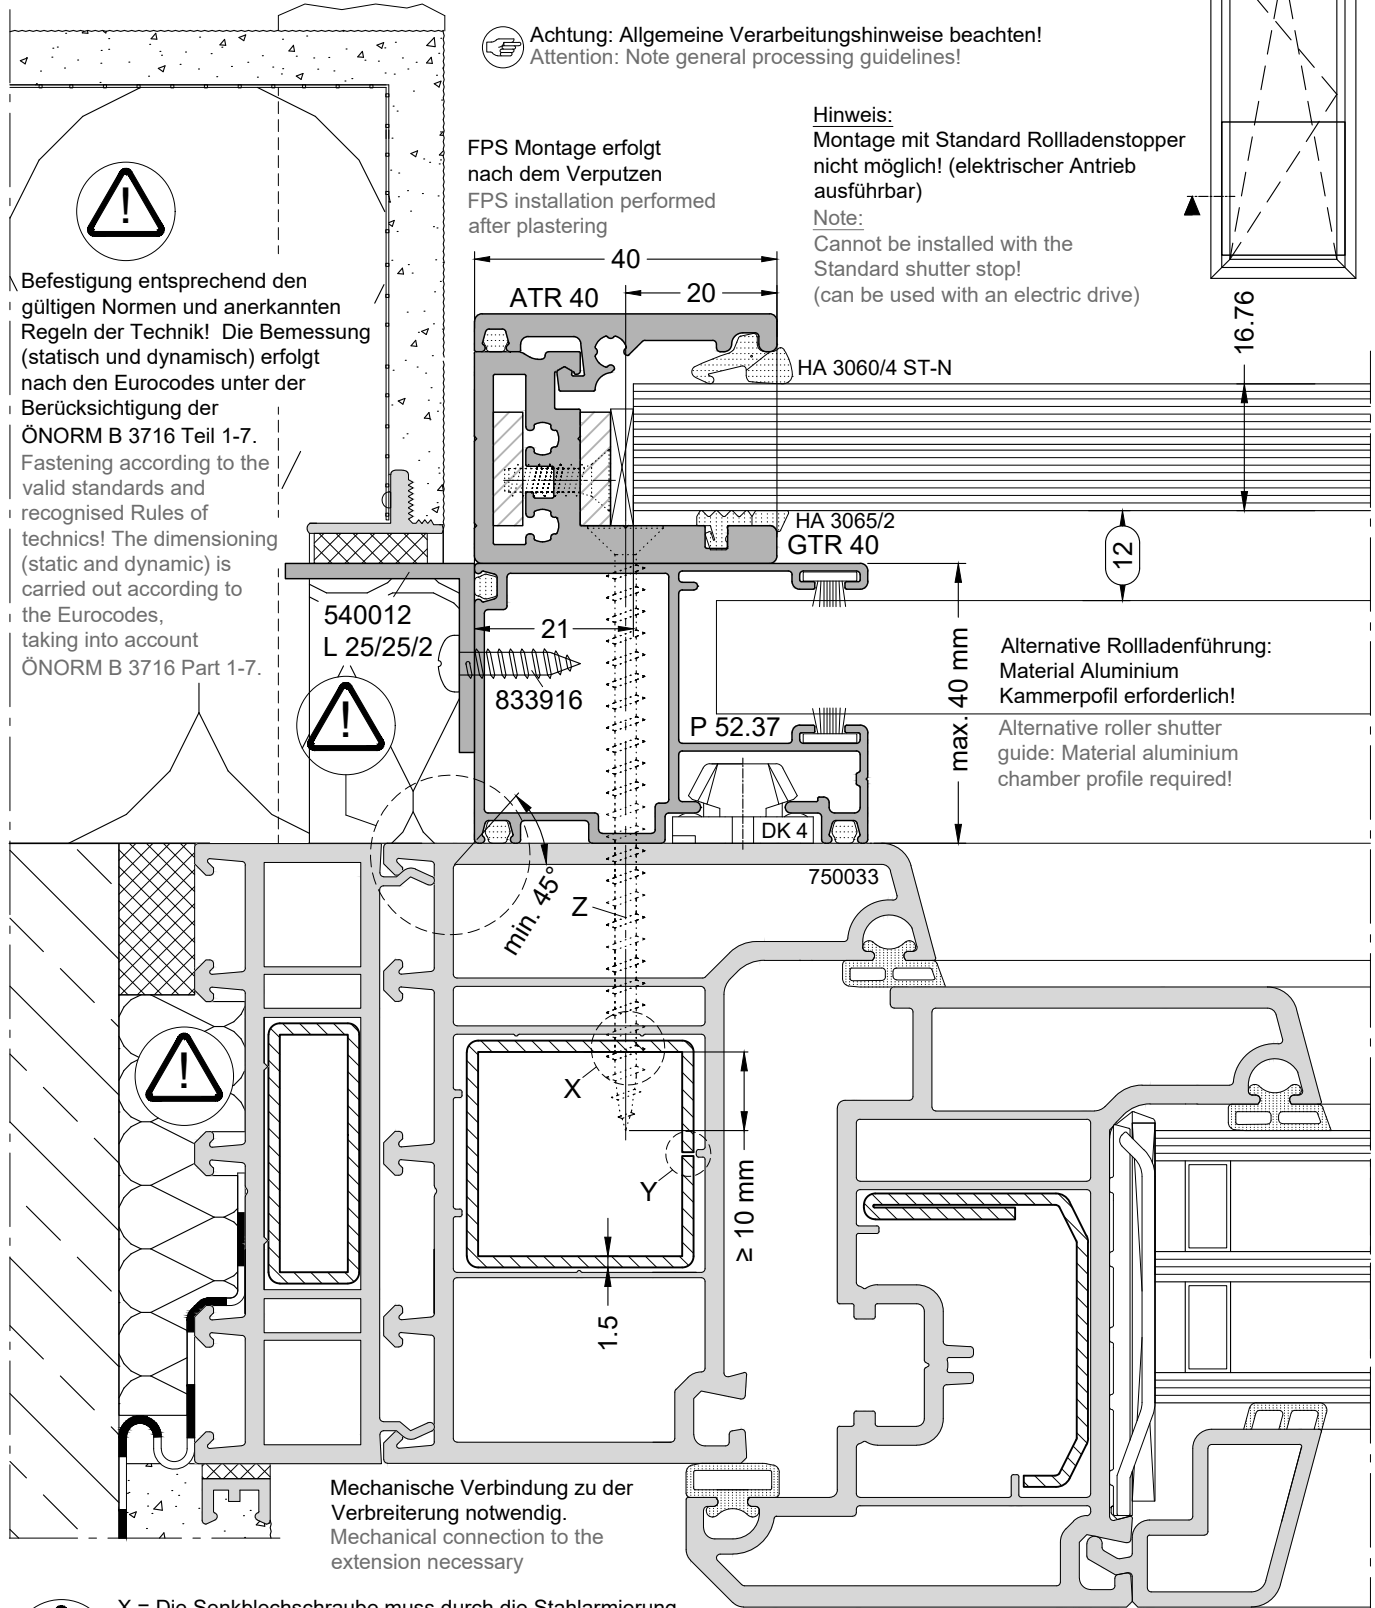 Achtung: Allgemeine Verarbeitungshinweise beachten!
Attention: Note general processing guidelines!
FPS Montage erfolgt
nach dem Verputzen
FPS installation performed
after plastering
Hinweis:
Montage mit Standard Rollladenstopper
nicht möglich! (elektrischer Antrieb
ausführbar)
Note:
Cannot be installed with the
Standard shutter stop!
(can be used with an electric drive)
Befestigung entsprechend den
gültigen Normen und anerkannten
Regeln der Technik! Die Bemessung
(statisch und dynamisch) erfolgt
nach den Eurocodes unter der
Berücksichtigung der
ÖNORM B 3716 Teil 1-7.
Fastening according to the
valid standards and
recognised Rules of
technics! The dimensioning
(static and dynamic) is
carried out according to
the Eurocodes,
taking into account
ÖNORM B 3716 Part 1-7.
40
ATR 40
20
16.76
HA 3060/4 ST-N
HA 3065/2
GTR 40
12
540012
L 25/25/2
21
833916
P 52.37
max. 40 mm
Alternative Rollladenführung:
Material Aluminium
Kammerpofil erforderlich!
Alternative roller shutter
guide: Material aluminium
chamber profile required!
DK 4
750033
min. 45°
Z
X
Y
≥ 10 mm
1.5
Mechanische Verbindung zu der
Verbreiterung notwendig.
Mechanical connection to the
extension necessary
X = Die Senkblechschraube muss durch die Stahlarmierung